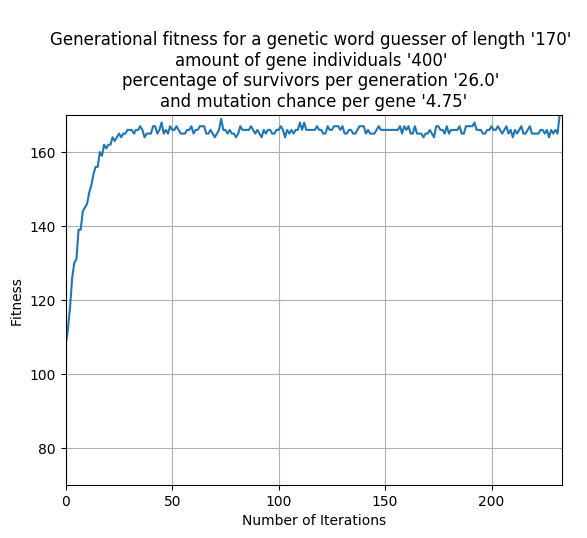 Generational fitness for a genetic word guesser of length '170'
amount of gene individuals '400'
percentage of survivors per generation '26.0'
and mutation chance per gene '4.75'
160
140
120
100
80
Fitness
0 50 100 150 200
Number of Iterations